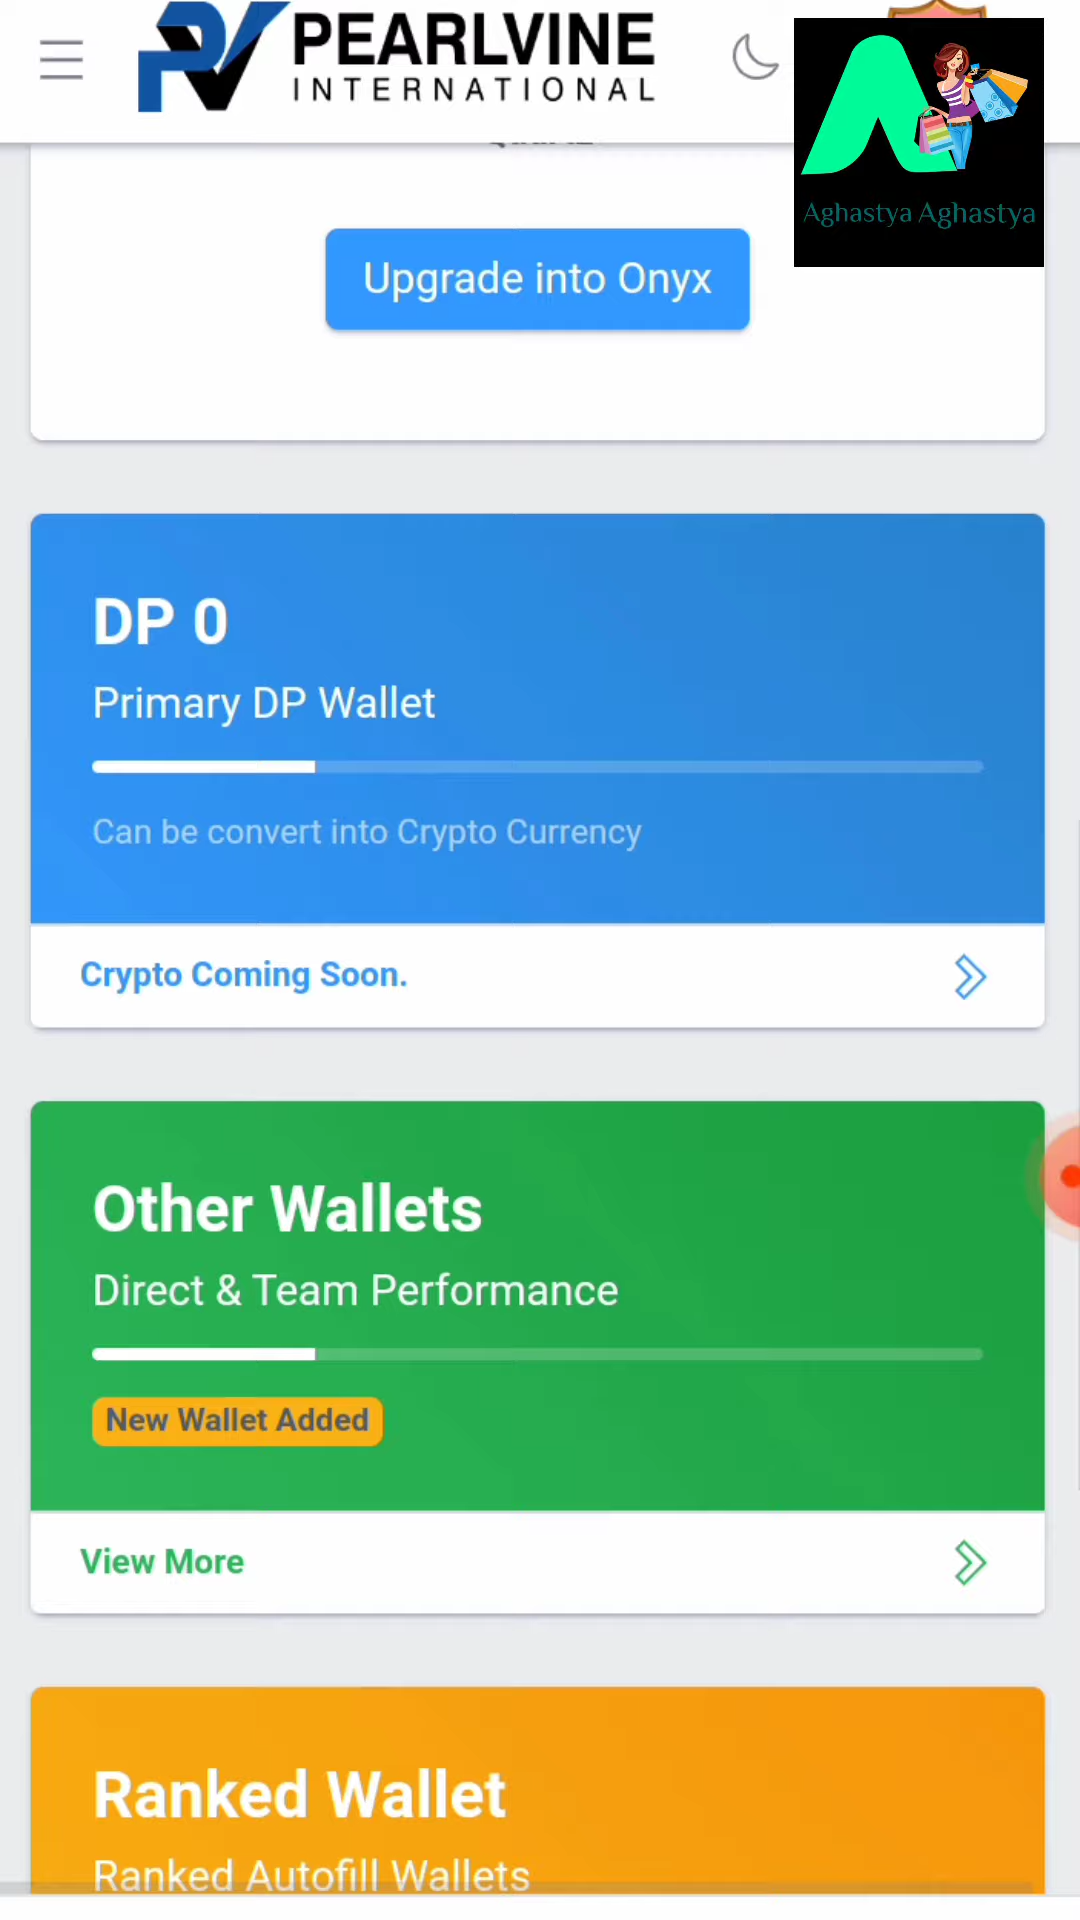 PEARLVINE
INTERNATIONAL
Aghastya Aghastya
Upgrade into Onyx
DP 0
Primary DP Wallet
Can be convert into Crypto Currency
Crypto Coming Soon.
Other Wallets
Direct & Team Performance
New Wallet Added
View More
Ranked Wallet
Ranked Autofill Wallets